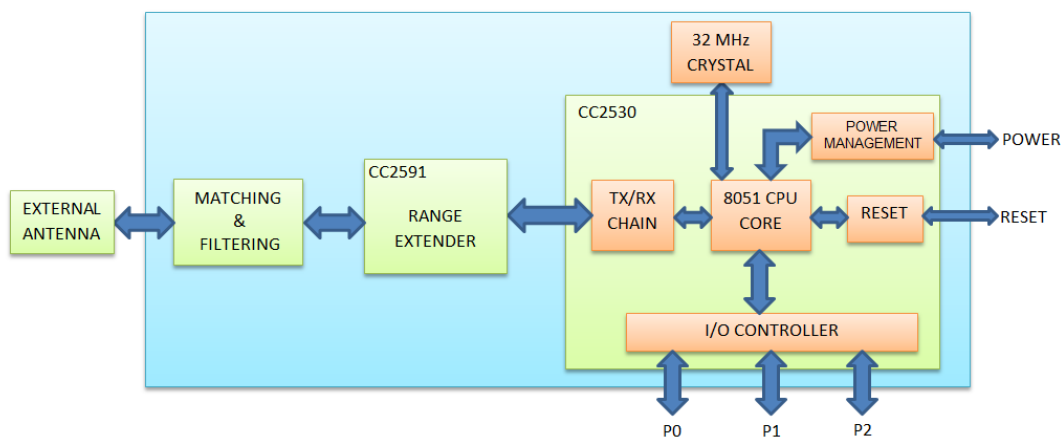 32 MHz
CRYSTAL
CC2530
POWER
MANAGEMENT
POWER
CC2591
EXTERNAL
ANTENNA
MATCHING
&
FILTERING
RANGE
EXTENDER
TX/RX
CHAIN
8051 CPU
CORE
RESET
RESET
I/O CONTROLLER
P0
P1
P2